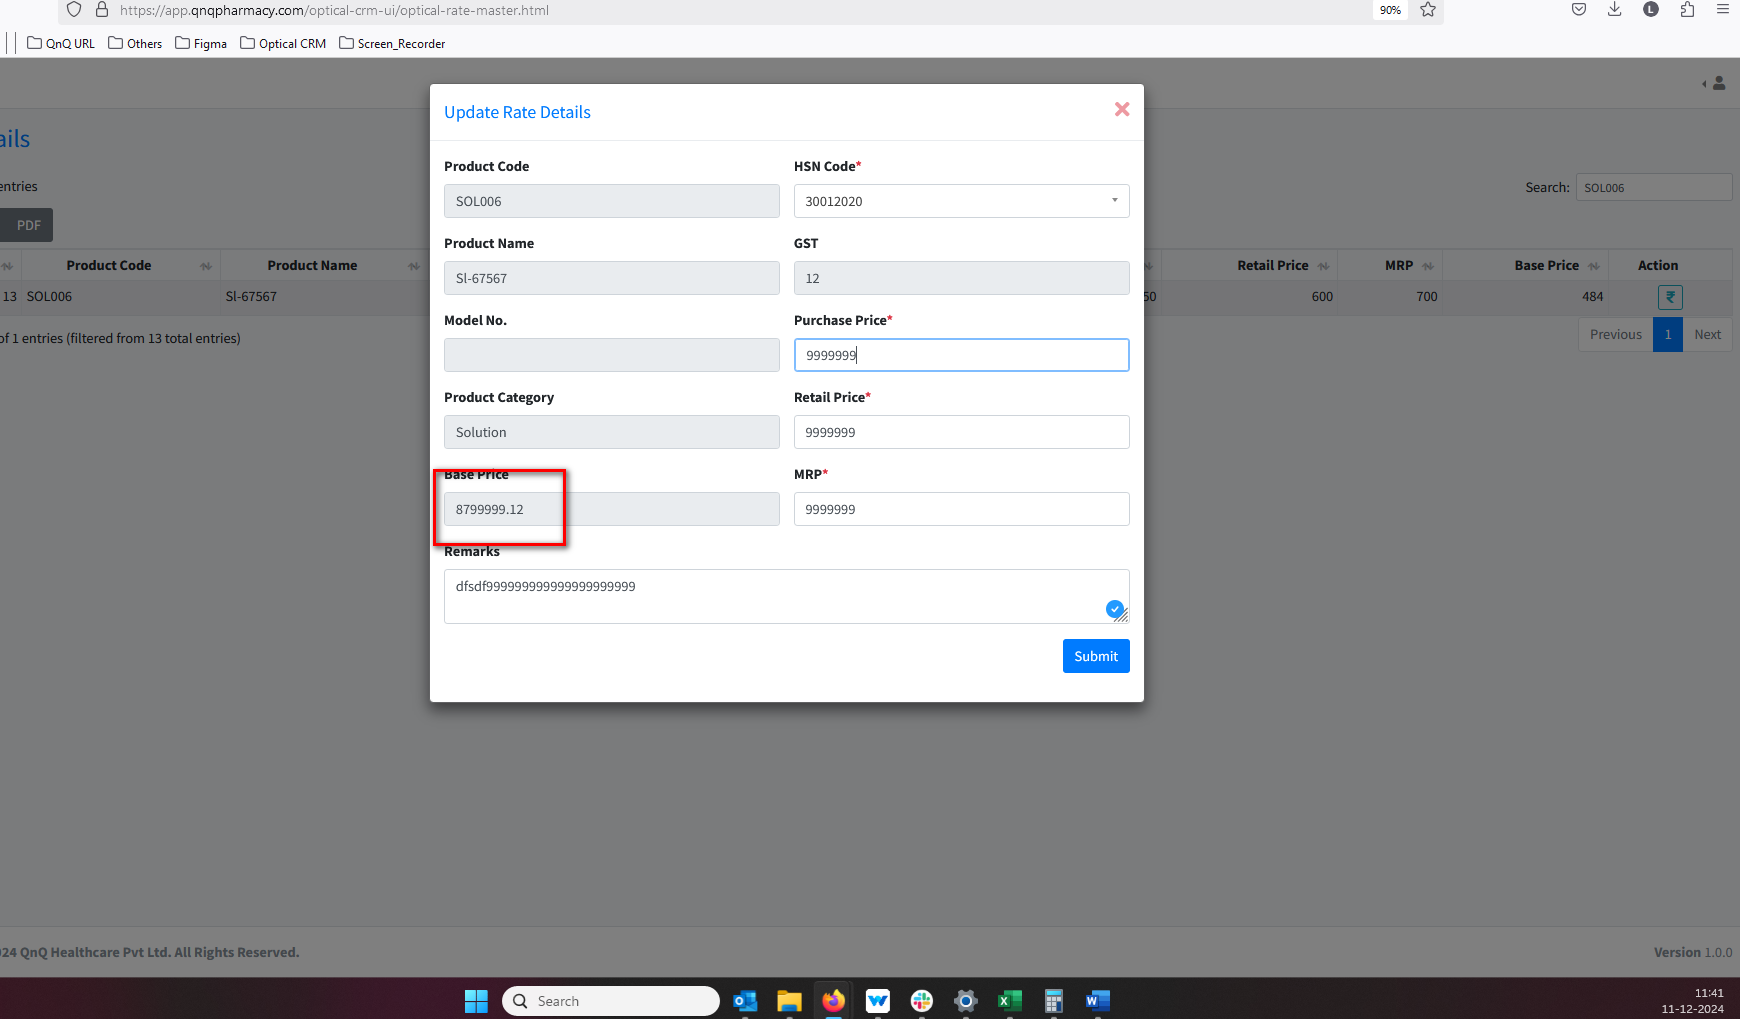 https://app.qnqpharmacy.com/optical-crm-ui/optical-rate-master.html
90%
L
QnQ URL
Others
Figma
Optical CRM
Screen_Recorder
ails
entries
Search: SOL006
PDF
Product Code
Product Name
Retail Price
MRP
Base Price
Action
13 SOL006 Sl-67567
50 600 700 484
of 1 entries (filtered from 13 total entries)
Previous 1 Next
Update Rate Details
Product Code
SOL006
HSN Code*
30012020
Product Name
Sl-67567
GST
12
Model No.
Purchase Price*
9999999
Product Category
Solution
Retail Price*
9999999
Base Price
8799999.12
MRP*
9999999
Remarks
dfsdf999999999999999999999
Submit
24 QnQ Healthcare Pvt Ltd. All Rights Reserved.
Version 1.0.0
Search
11:41
11-12-2024